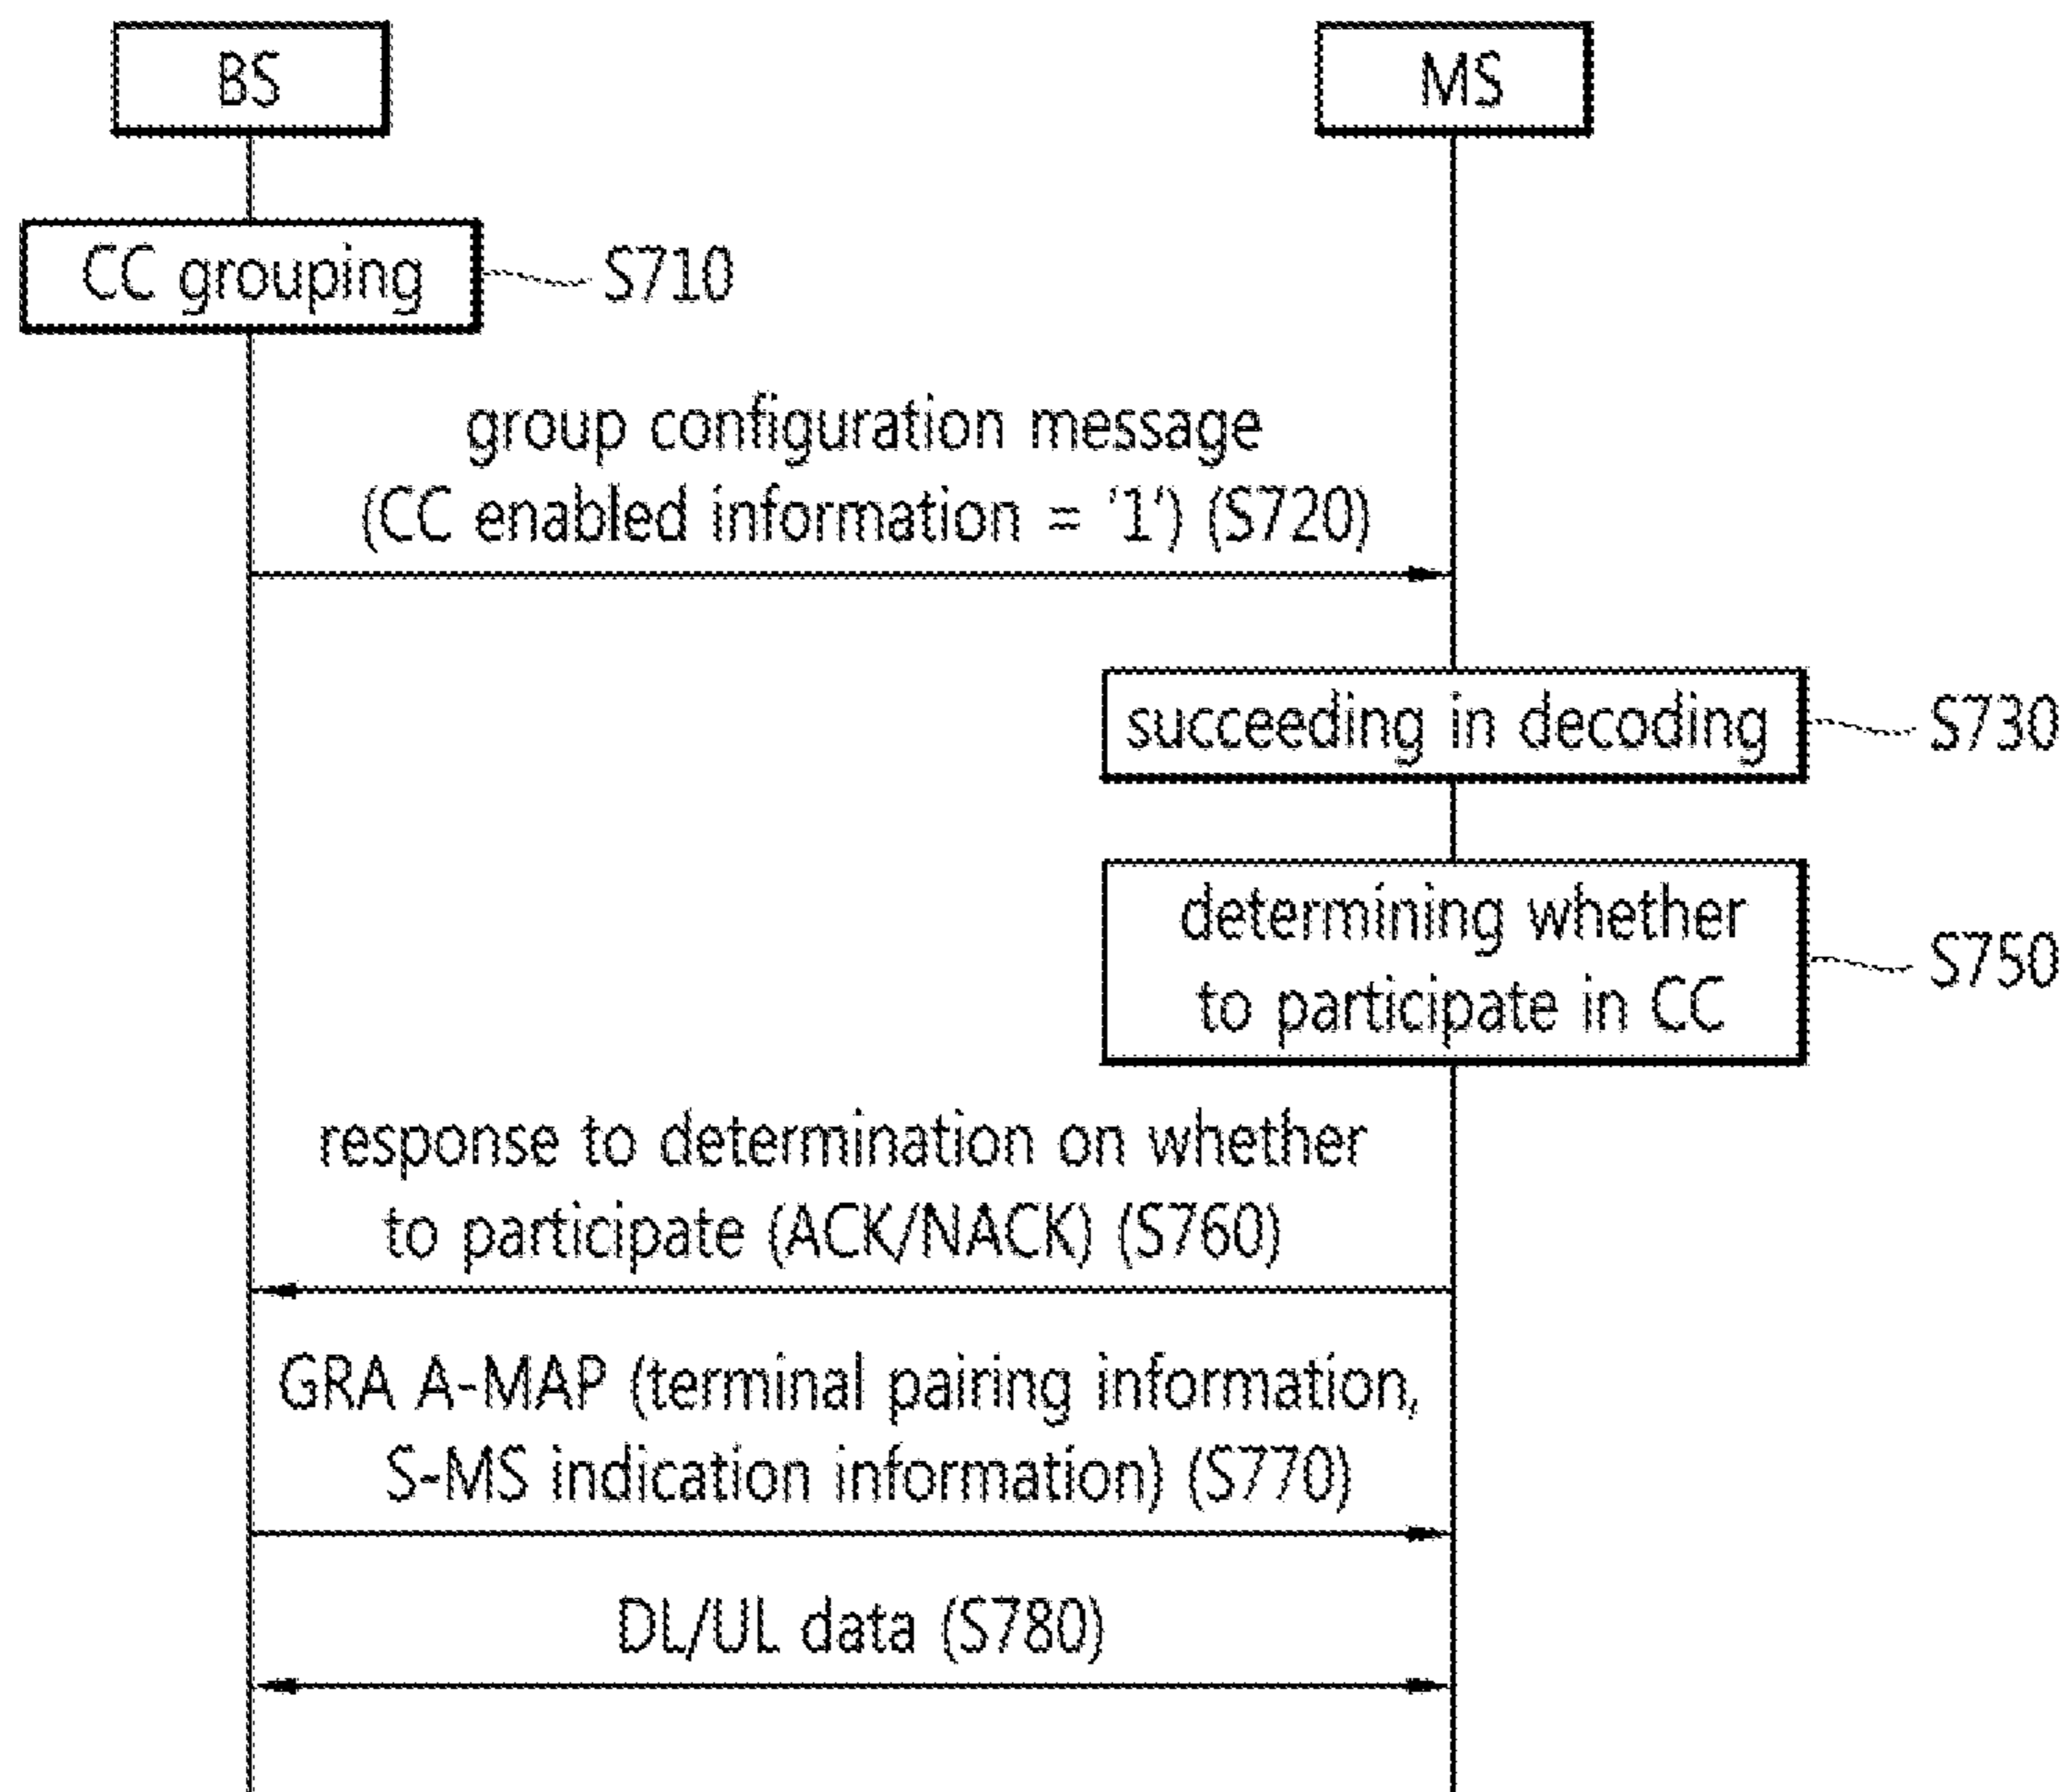 BS
MS
CC grouping
S710
group configuration message
(CC enabled information = '1') (S720)
succeeding in decoding
S730
determining whether
to participate in CC
S750
response to determination on whether
to participate (ACK/NACK) (S760)
GRA A-MAP (terminal pairing information,
S-MS indication information) (S770)
DL/UL data (S780)